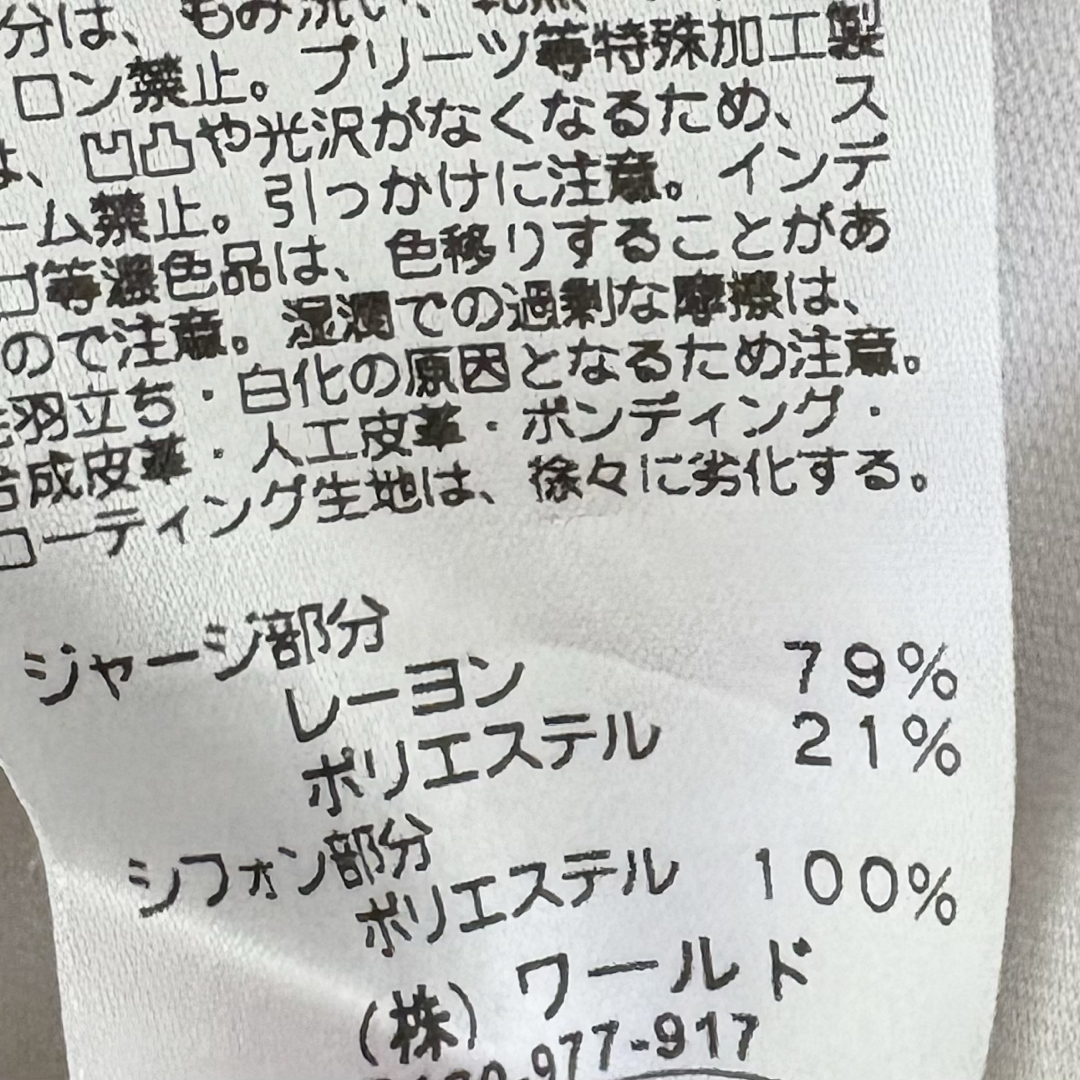 分は、もみ洗い、
ロン禁止。プリーツ等特殊加工製
、凹凸や光沢がなくなるため、ス
ーム禁止。引っかけに注意。インデ
ゴ等濃色品は、色移りすることがあ
ので注意。湿潤での過剰な摩擦は、
毛羽立ち・白化の原因となるため注意。
合成皮革・人工皮革・ボンディング・
コーティング生地は、徐々に劣化する。
ジャージ部分
レーヨン 79%
ポリエステル 21%
シフォン部分
ポリエステル 100%
(株)ワールド
-977-917